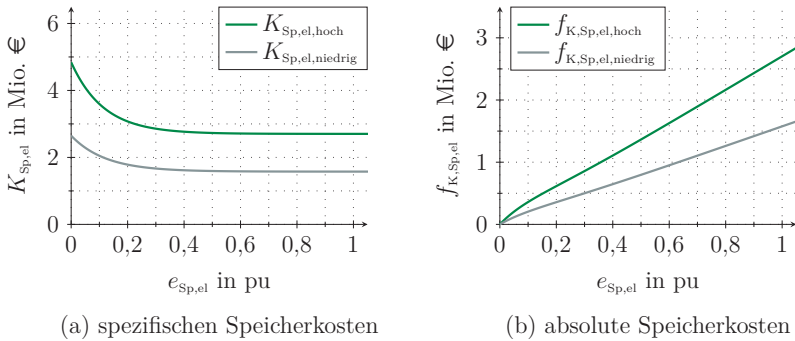 K_Sp,el,hoch
K_Sp,el,niedrig
K_Sp,el in Mio. €
6
4
2
0
0 0,2 0,4 0,6 0,8 1
e_Sp,el in pu
(a) spezifischen Speicherkosten
f_K,Sp,el,hoch
f_K,Sp,el,niedrig
f_K,Sp,el in Mio. €
3
2
1
0
0 0,2 0,4 0,6 0,8 1
e_Sp,el in pu
(b) absolute Speicherkosten